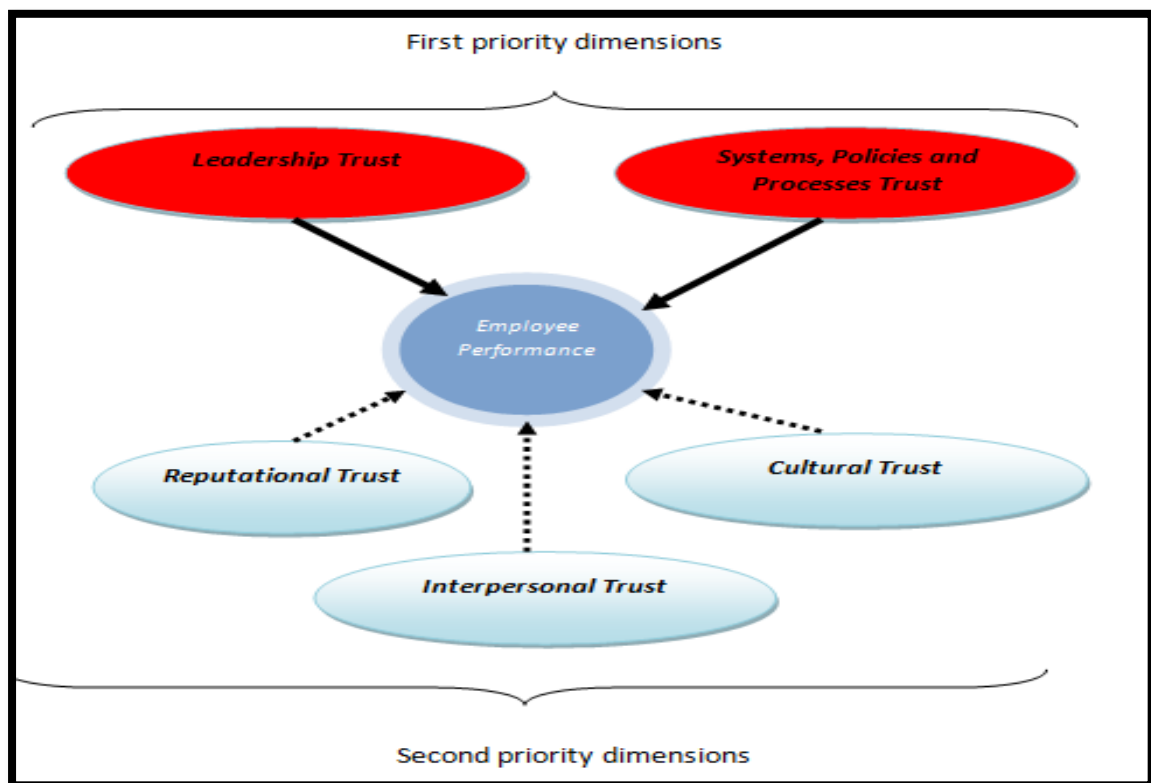 First priority dimensions
Leadership Trust
Systems, Policies and
Processes Trust
Employee
Performance
Reputational Trust
Cultural Trust
Interpersonal Trust
Second priority dimensions